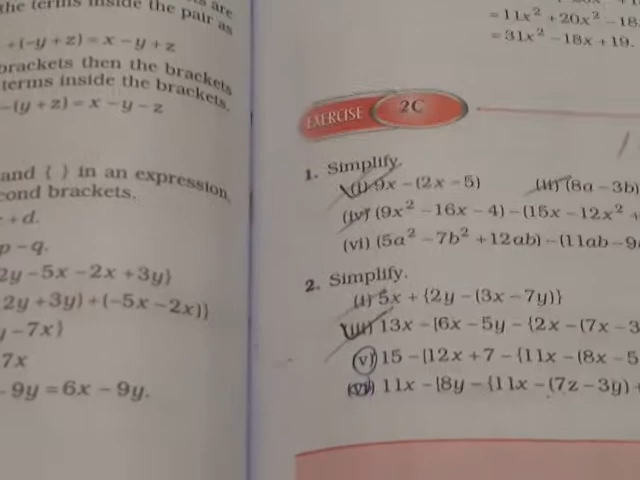 the terms inside the pair as
+(-y + z) = x - y + z
brackets then the brackets
terms inside the brackets.
-(y + z) = x - y - z
and { } in an expression,
cond brackets.
+ d.
p - q.
2y - 5x - 2x + 3y}
2y + 3y) + (-5x - 2x)}
y - 7x}
7x
- 9y = 6x - 9y.
= 11x² + 20x² - 18
= 31x² - 18x + 19.
EXERCISE 2C
1. Simplify.
(i) 9x - (2x - 5)
(ii) (8a - 3b)
(iv) (9x² - 16x - 4) - (15x - 12x² +
(vi) (5a² - 7b² + 12ab) - (11ab - 9a
2. Simplify.
(i) 5x + {2y - (3x - 7y)}
(iii) 13x - [6x - 5y - {2x - (7x - 3
(v) 15 - [12x + 7 - {11x - (8x - 5
11x - [8y - {11x - (7z - 3y) +